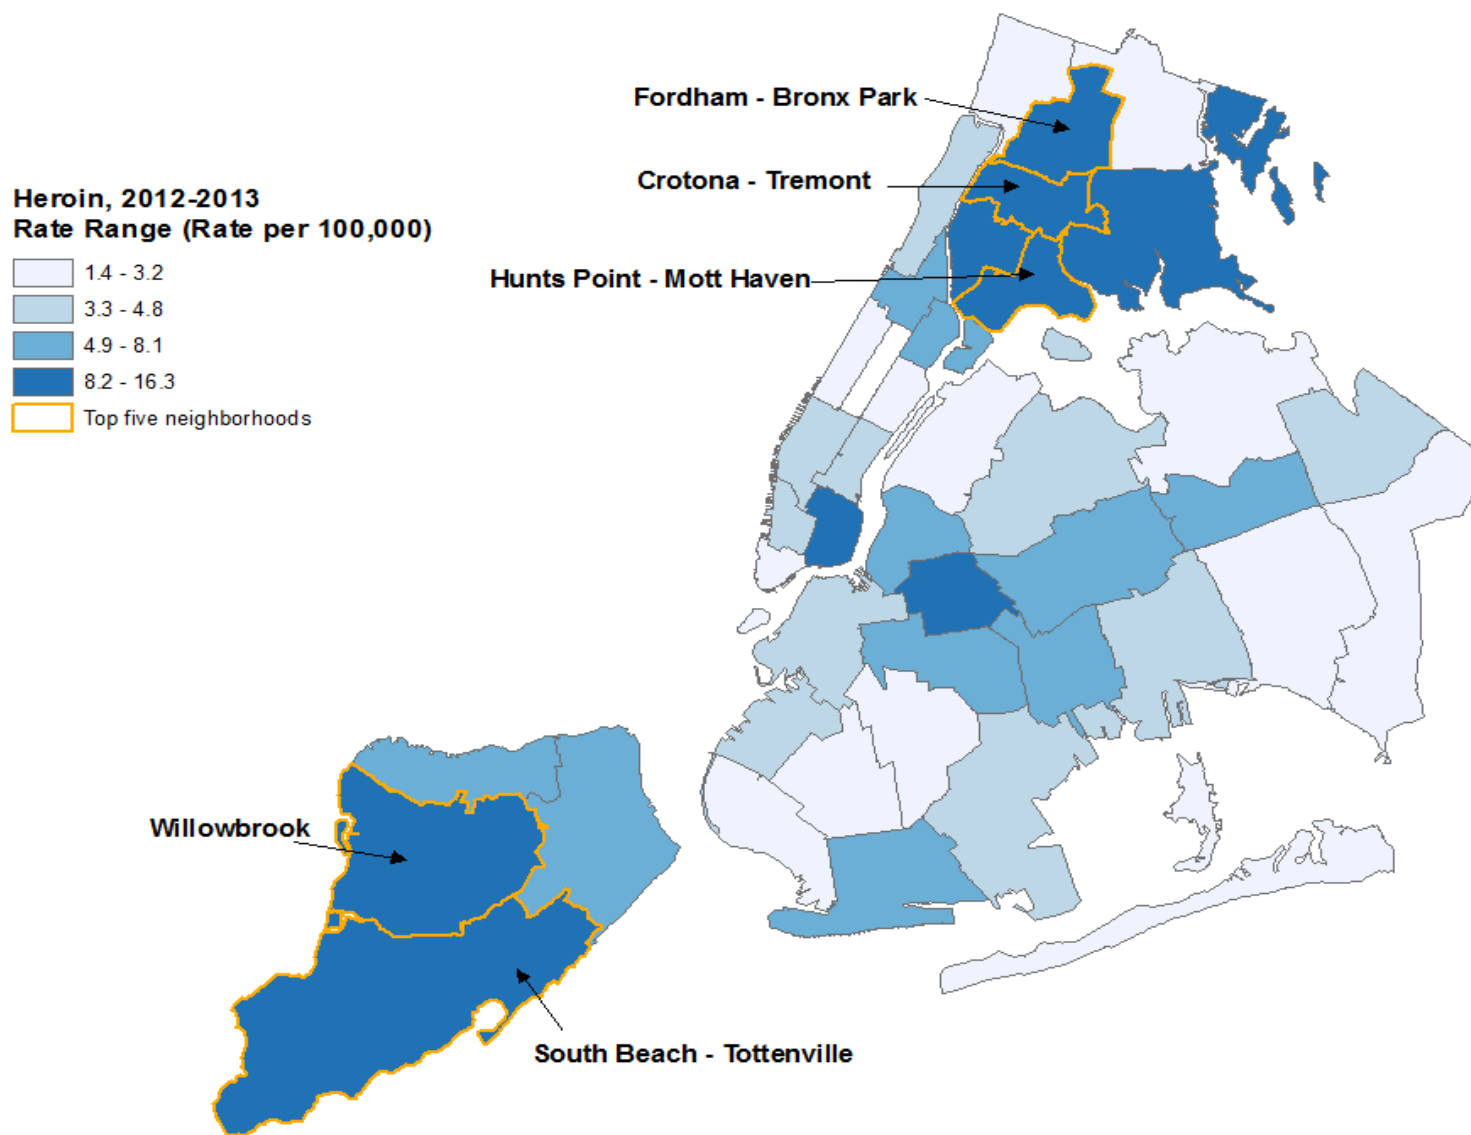 Fordham - Bronx Park
Crotona - Tremont
Heroin, 2012-2013
Rate Range (Rate per 100,000)
1.4 - 3.2
3.3 - 4.8
4.9 - 8.1
8.2 - 16.3
Top five neighborhoods
Hunts Point - Mott Haven
Willowbrook
South Beach - Tottenville